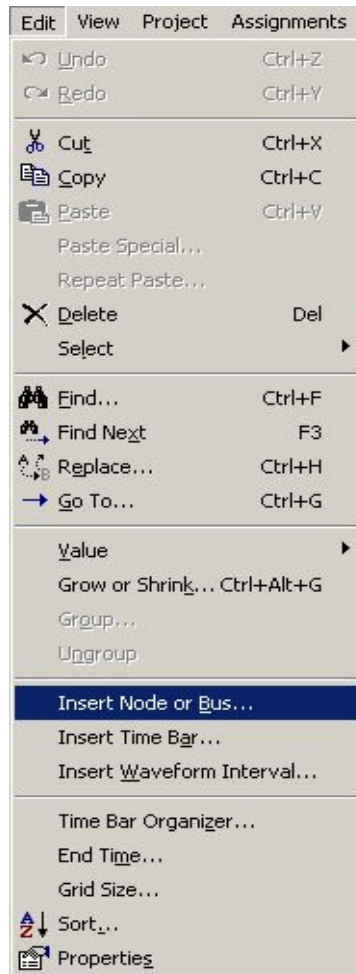 Edit View Project Assignments
Undo Ctrl+Z
Redo Ctrl+Y
Cut Ctrl+X
Copy Ctrl+C
Paste Ctrl+V
Paste Special...
Repeat Paste...
Delete Del
Select
Find... Ctrl+F
Find Next F3
Replace... Ctrl+H
Go To... Ctrl+G
Value
Grow or Shrink... Ctrl+Alt+G
Group...
Ungroup
Insert Node or Bus...
Insert Time Bar...
Insert Waveform Interval...
Time Bar Organizer...
End Time...
Grid Size...
Sort...
Properties